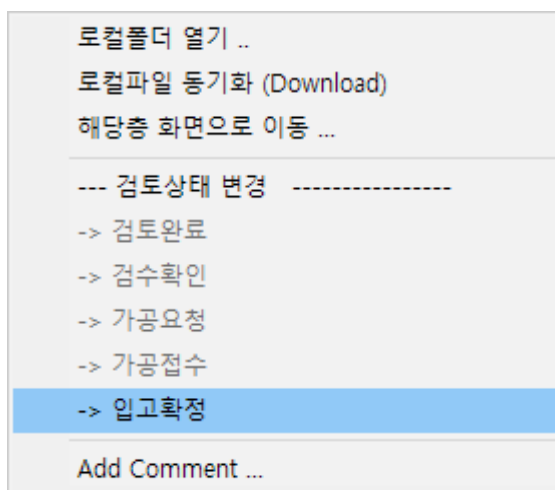 로컬폴더 열기 ..
로컬파일 동기화 (Download)
해당층 화면으로 이동 ...
--- 검토상태 변경 ----------------
-> 검토완료
-> 검수확인
-> 가공요청
-> 가공접수
-> 입고확정
Add Comment ...